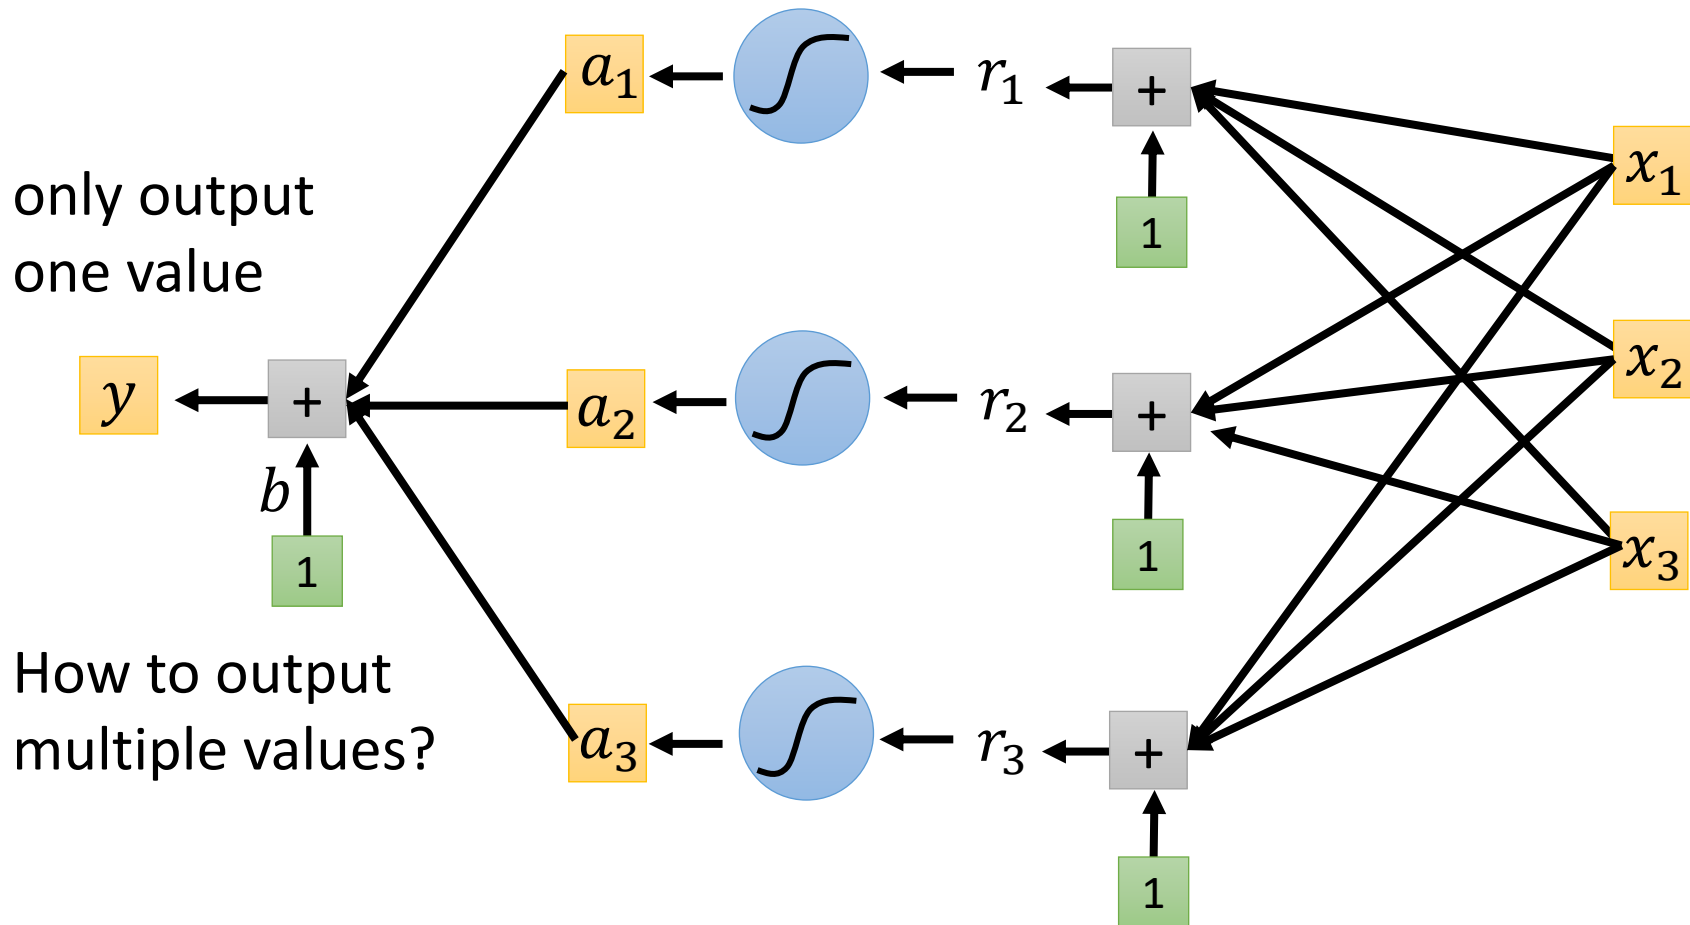 a₁
r₁
+
x₁
1
only output
one value
y
+
a₂
r₂
+
x₂
b
1
1
x₃
How to output
multiple values?
a₃
r₃
+
1